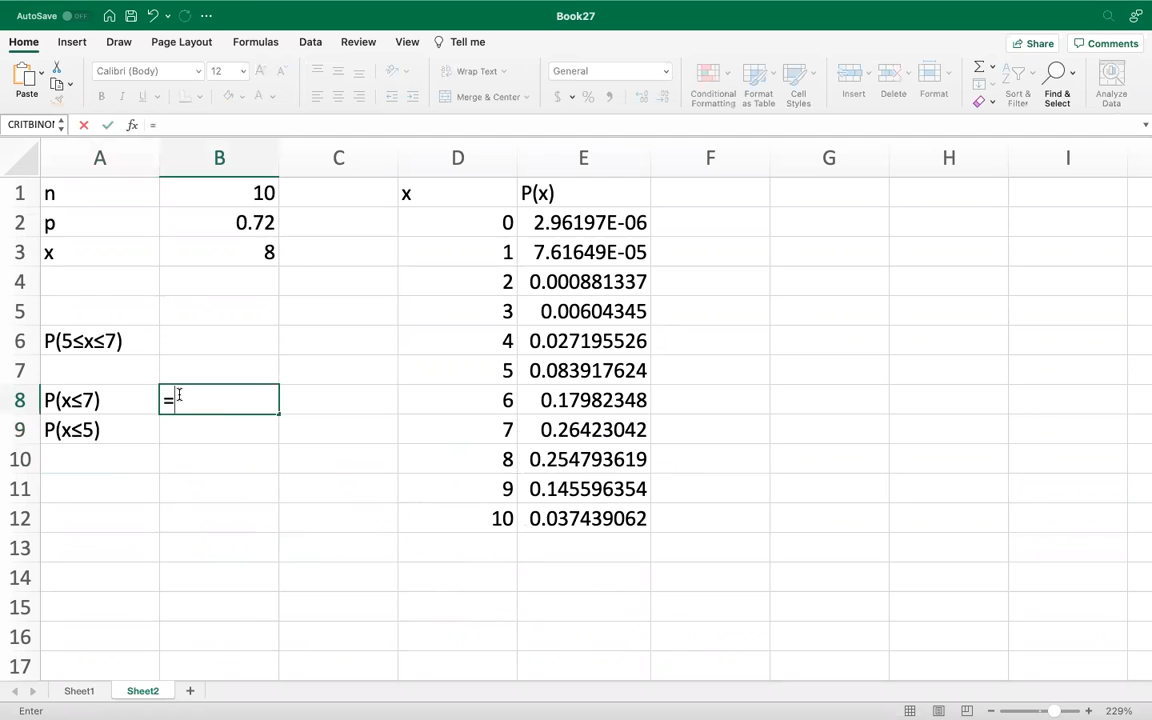 AutoSave OFF
Book27
Home Insert Draw Page Layout Formulas Data Review View Tell me
Share Comments
Paste
Calibri (Body) 12
Wrap Text
Merge & Center
General
Conditional Formatting
Format as Table
Cell Styles
Insert Delete Format
Sort & Filter
Find & Select
Analyze Data
CRITBINOM fx =
A B C D E F G H I
1 n 10 x P(x)
2 p 0.72 0 2.96197E-06
3 x 8 1 7.61649E-05
4 2 0.000881337
5 3 0.00604345
6 P(5≤x≤7) 4 0.027195526
7 5 0.083917624
8 P(x≤7) = 6 0.17982348
9 P(x≤5) 7 0.26423042
10 8 0.254793619
11 9 0.145596354
12 10 0.037439062
13
14
15
16
17
Sheet1 Sheet2 +
Enter
229%